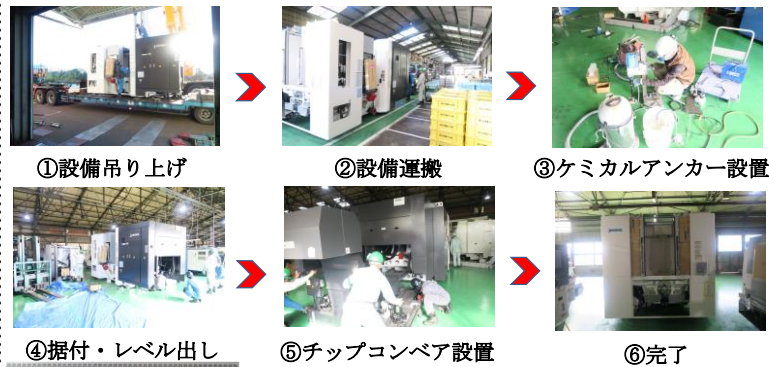 ①設備吊り上げ
②設備運搬
③ケミカルアンカー設置
④据付・レベル出し
⑤チップコンベア設置
⑥完了